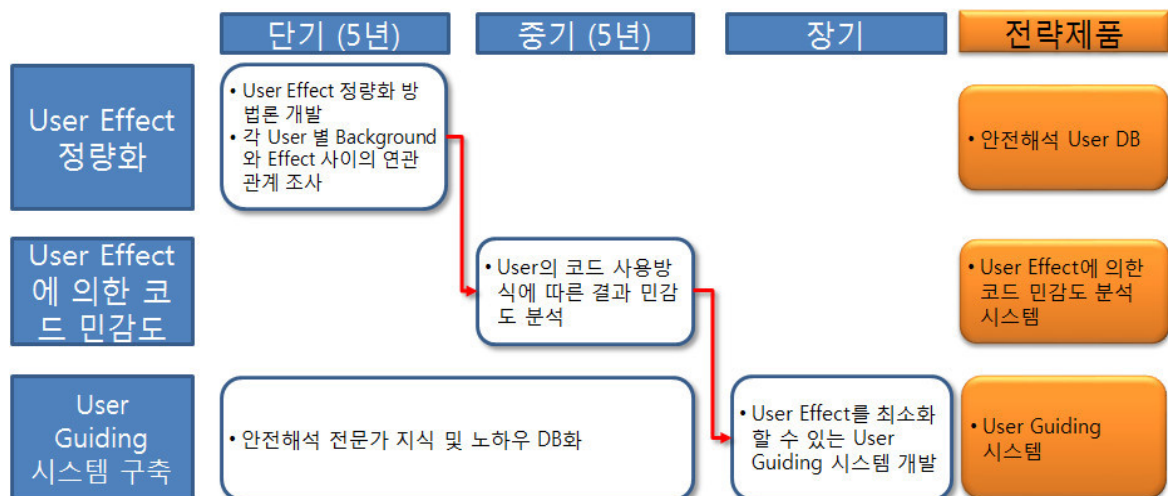 단기 (5년)
중기 (5년)
장기
전략제품
User Effect
정량화
• User Effect 정량화 방
법론 개발
• 각 User 별 Background
와 Effect 사이의 연관
관계 조사
• 안전해석 User DB
User Effect
에 의한 코
드 민감도
• User의 코드 사용방
식에 따른 결과 민감
도 분석
• User Effect에 의한
코드 민감도 분석
시스템
User
Guiding
시스템 구축
• 안전해석 전문가 지식 및 노하우 DB화
• User Effect를 최소화
할 수 있는 User
Guiding 시스템 개발
• User Guiding
시스템